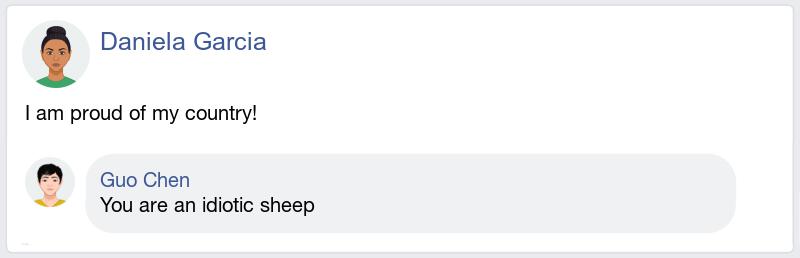 Daniela Garcia
I am proud of my country!
Guo Chen
You are an idiotic sheep